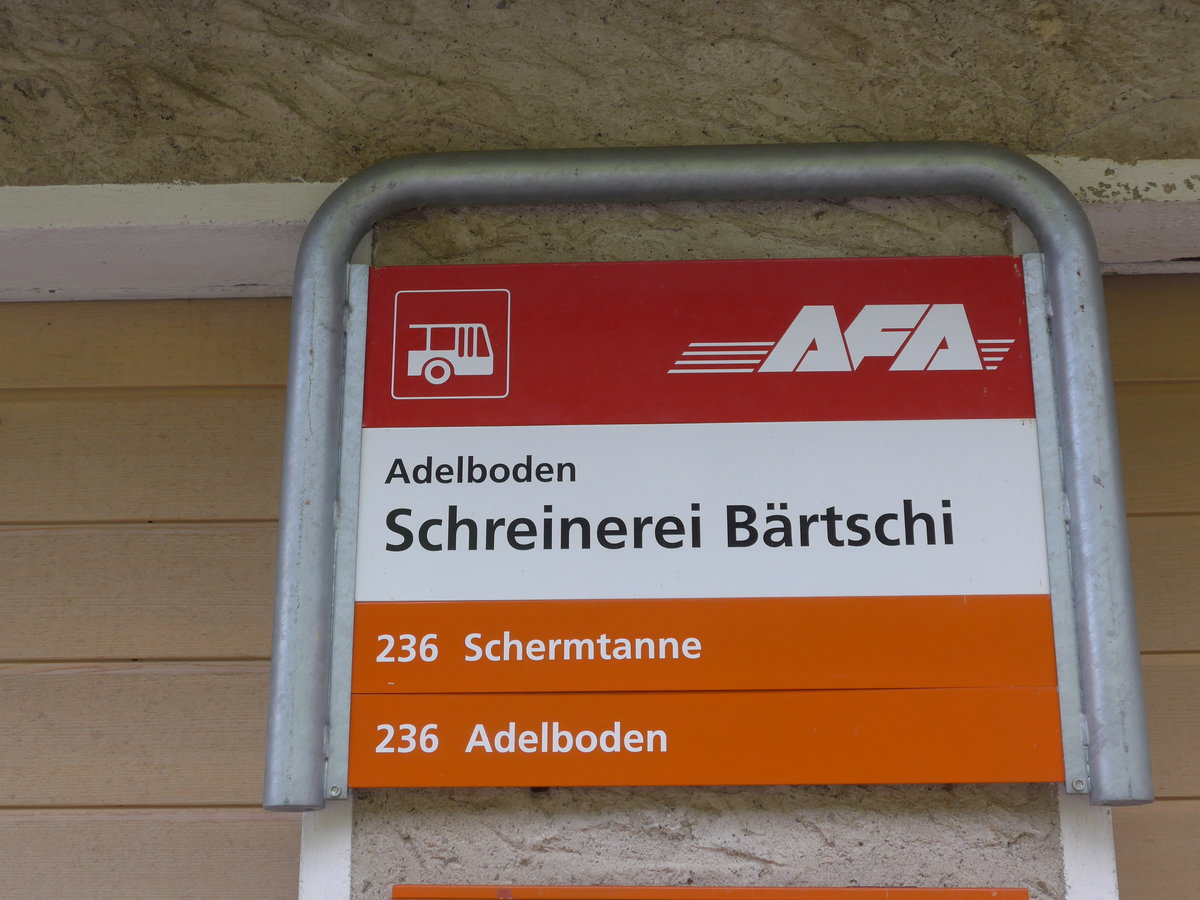 AFA
Adelboden
Schreinerei Bärtschi
236 Schermtanne
236 Adelboden